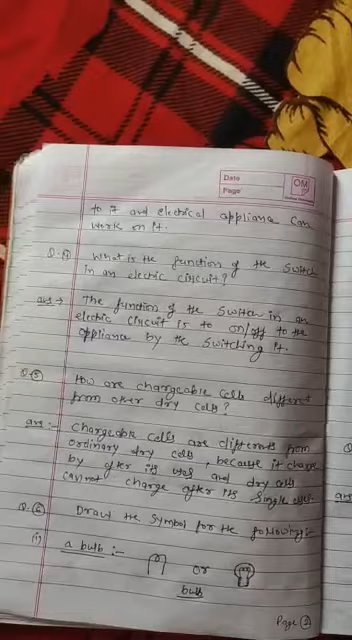 Date
Page
OM
to it and electrical appliance can
work on it.
Q.4) What is the function of the switch
in an electric circuit?
ans → The function of the switch in an
electric circuit is to on/off to the
appliance by the switching it.
Q.5) How are chargeable cells different
from other dry cells?
ans :- Chargeable cells are differents from
ordinary dry cells, because it charge
by after its uses and dry cells
cannot charge after its single uses.
Q.6) Draw the symbol for the following :-
(i) a bulb :-
or
bulb
Page 2